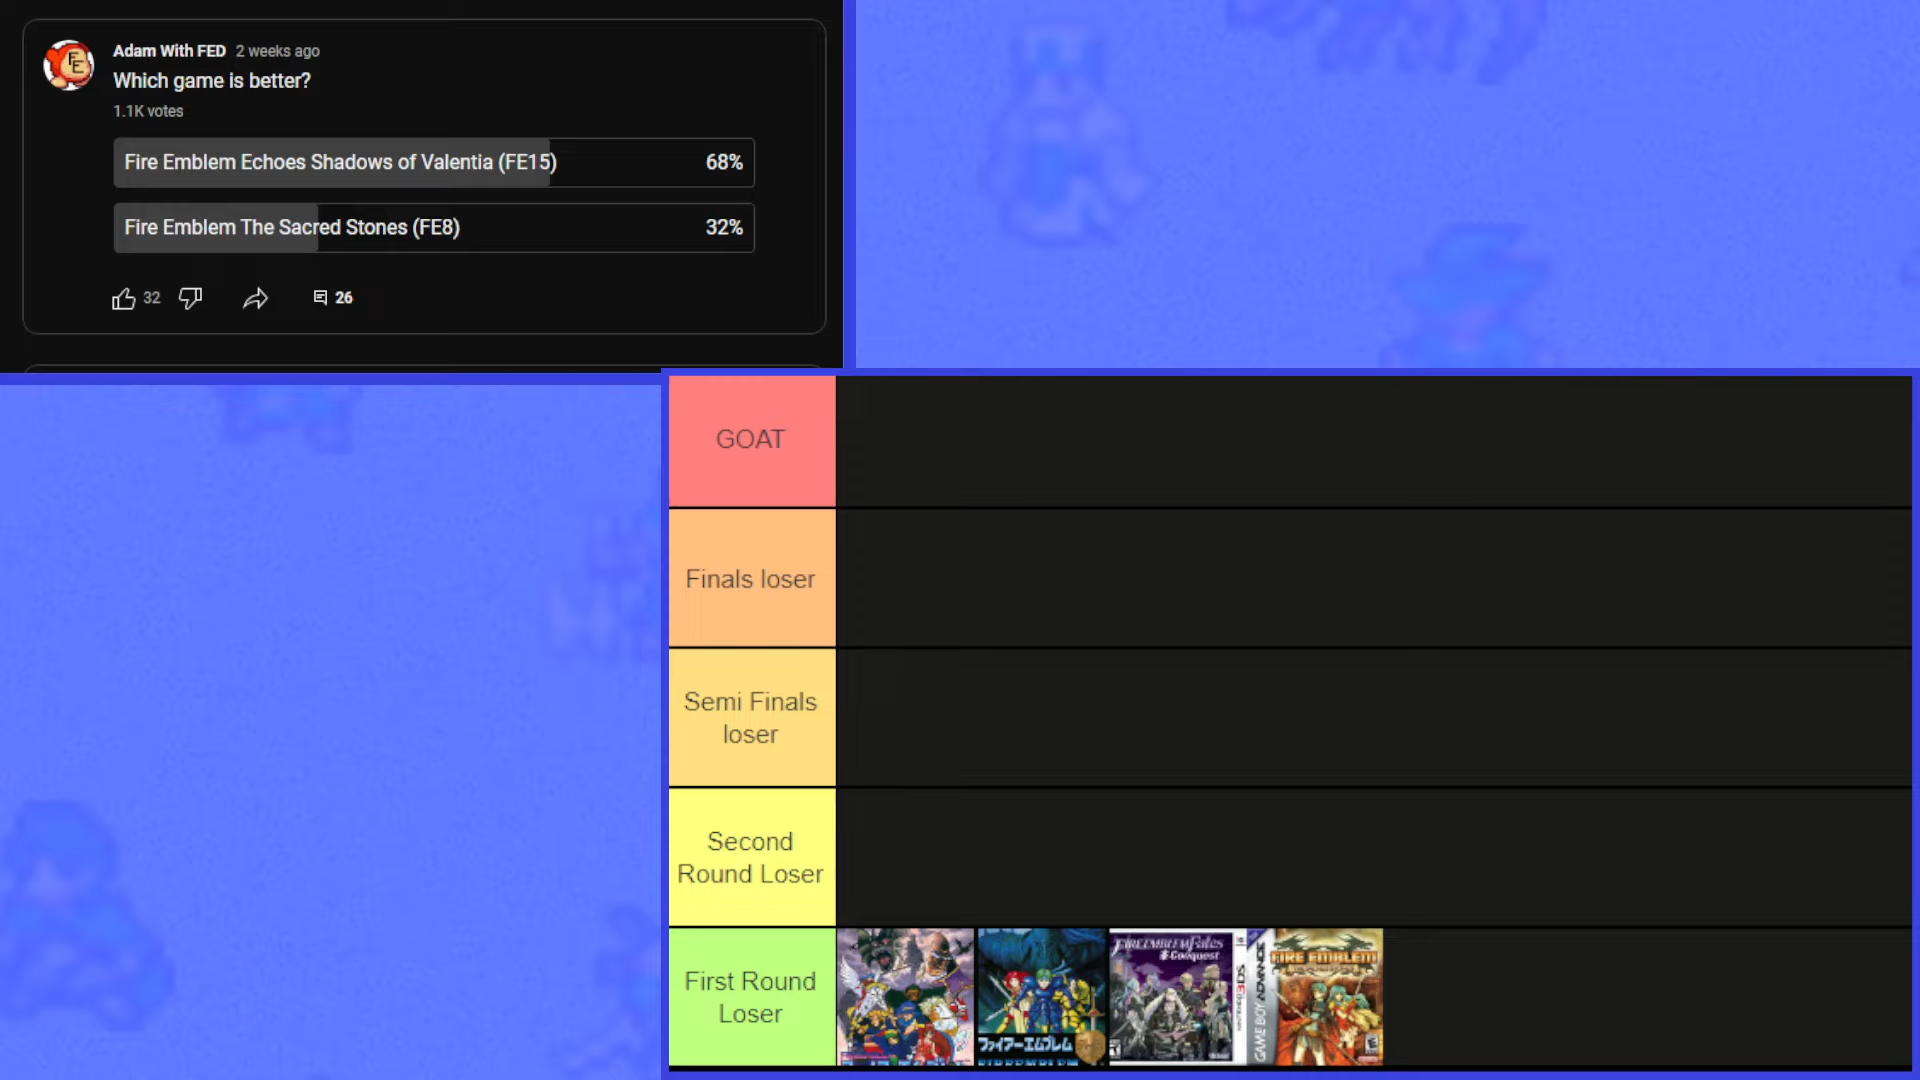 Adam With FED 2 weeks ago
Which game is better?
1.1K votes
Fire Emblem Echoes Shadows of Valentia (FE15) 68%
Fire Emblem The Sacred Stones (FE8) 32%
32 26
GOAT
Finals loser
Semi Finals
loser
Second
Round Loser
First Round
Loser
ファイアーエムブレム
FIRE EMBLEM Fates
Conquest
NINTENDO 3DS
GAME BOY ADVANCE
FIRE EMBLEM